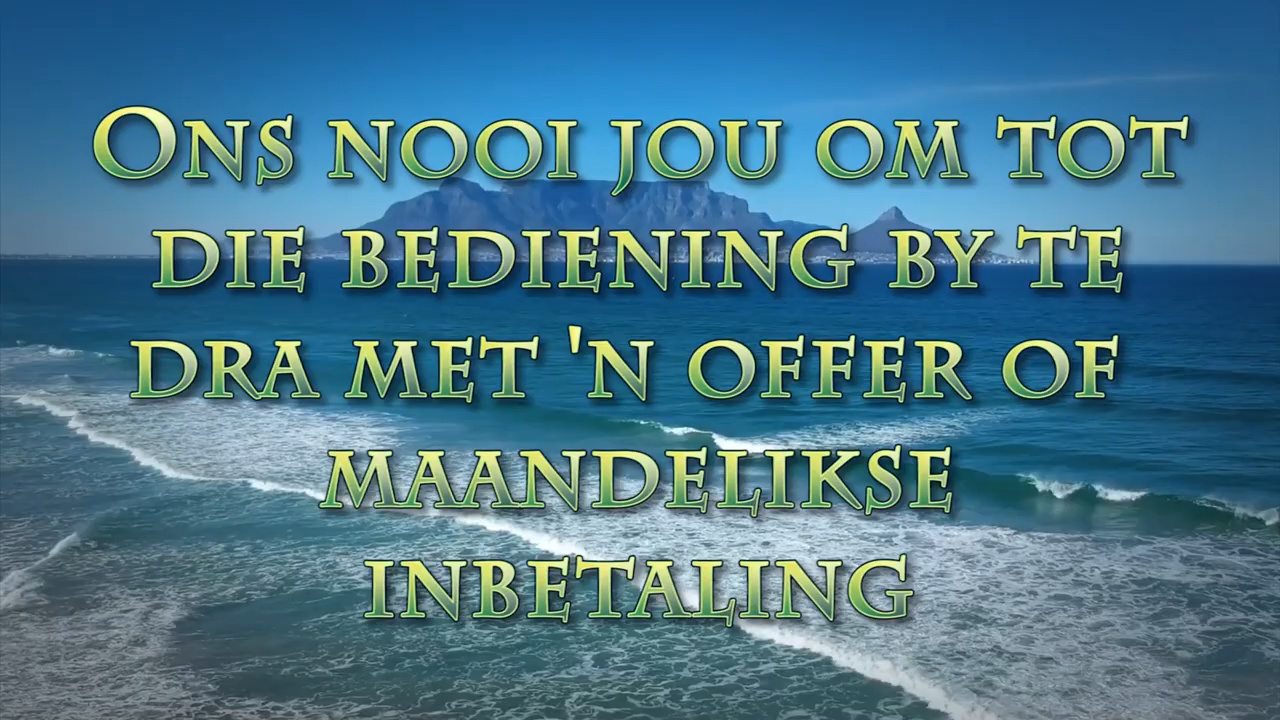 Ons nooi jou om tot
die bediening by te
dra met 'n offer of
maandelikse
inbetaling